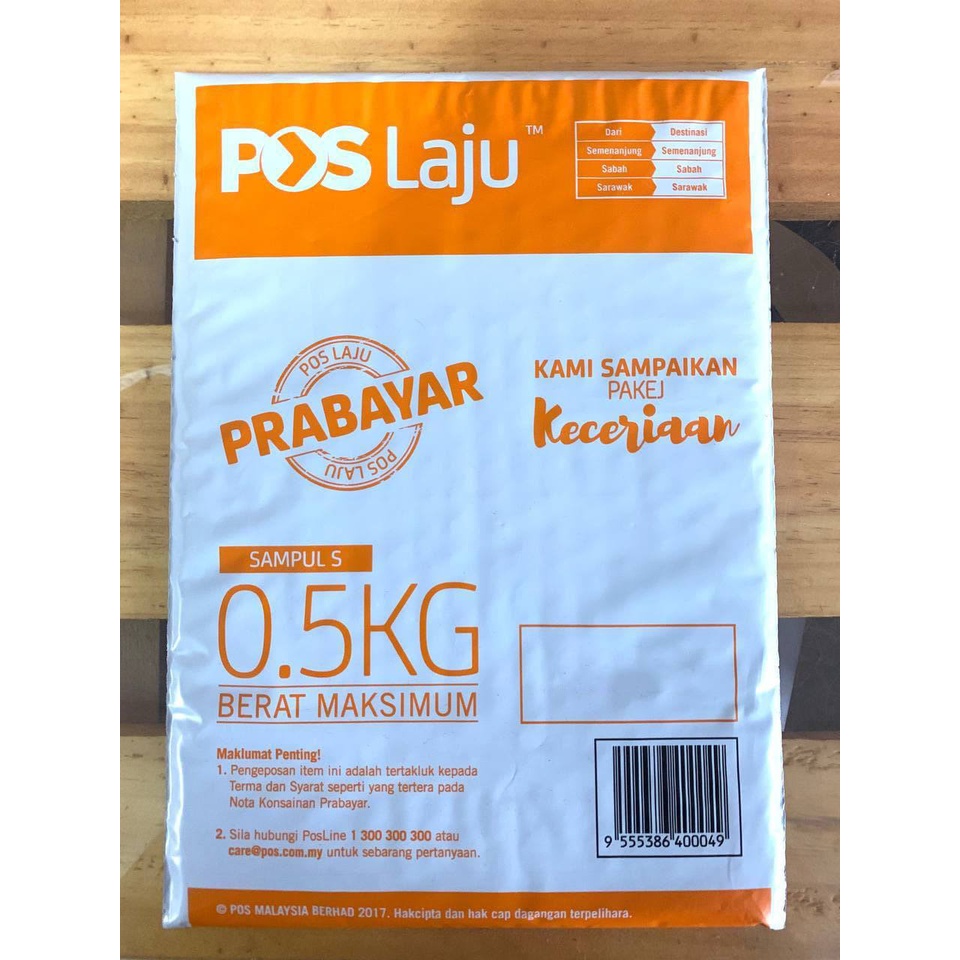 POS Laju™
Dari Destinasi
Semenanjung Semenanjung
Sabah Sabah
Sarawak Sarawak
POS LAJU
PRABAYAR
POS LAJU
KAMI SAMPAIKAN
PAKEJ
Keceriaan
SAMPUL S
0.5KG
BERAT MAKSIMUM
Maklumat Penting!
1. Pengeposan item ini adalah tertakluk kepada
Terma dan Syarat seperti yang tertera pada
Nota Konsainan Prabayar.
2. Sila hubungi PosLine 1 300 300 300 atau
care@pos.com.my untuk sebarang pertanyaan.
9 555386 400049
© POS MALAYSIA BERHAD 2017. Hakcipta dan hak cap dagangan terpelihara.